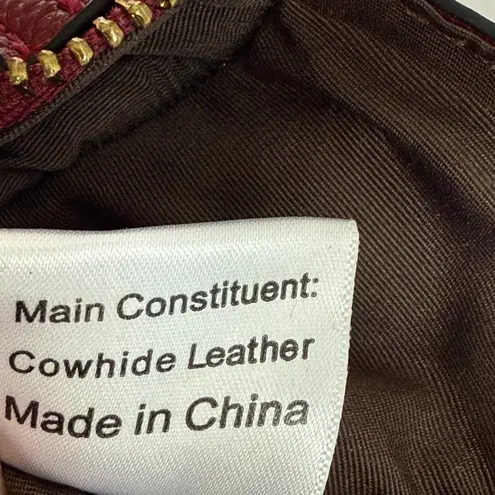 Main Constituent:
Cowhide Leather
Made in China